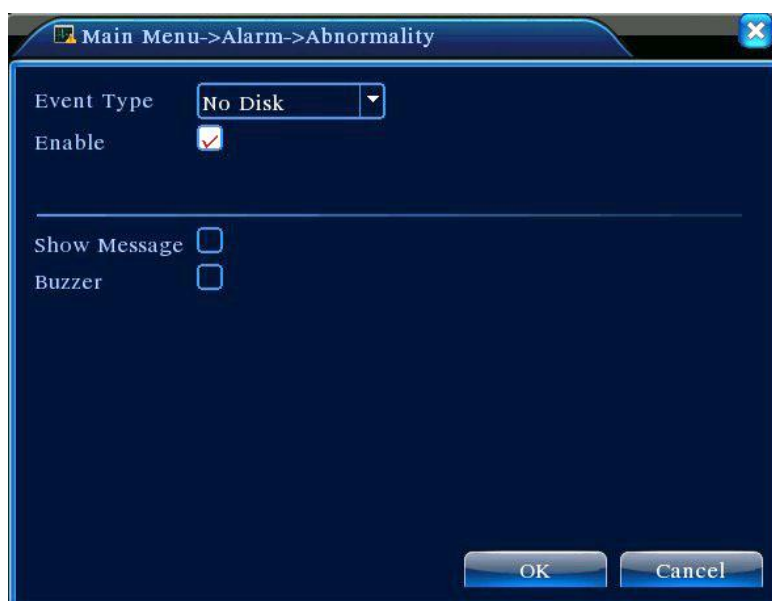 Main Menu->Alarm->Abnormality
Event Type No Disk
Enable
Show Message
Buzzer
OK Cancel